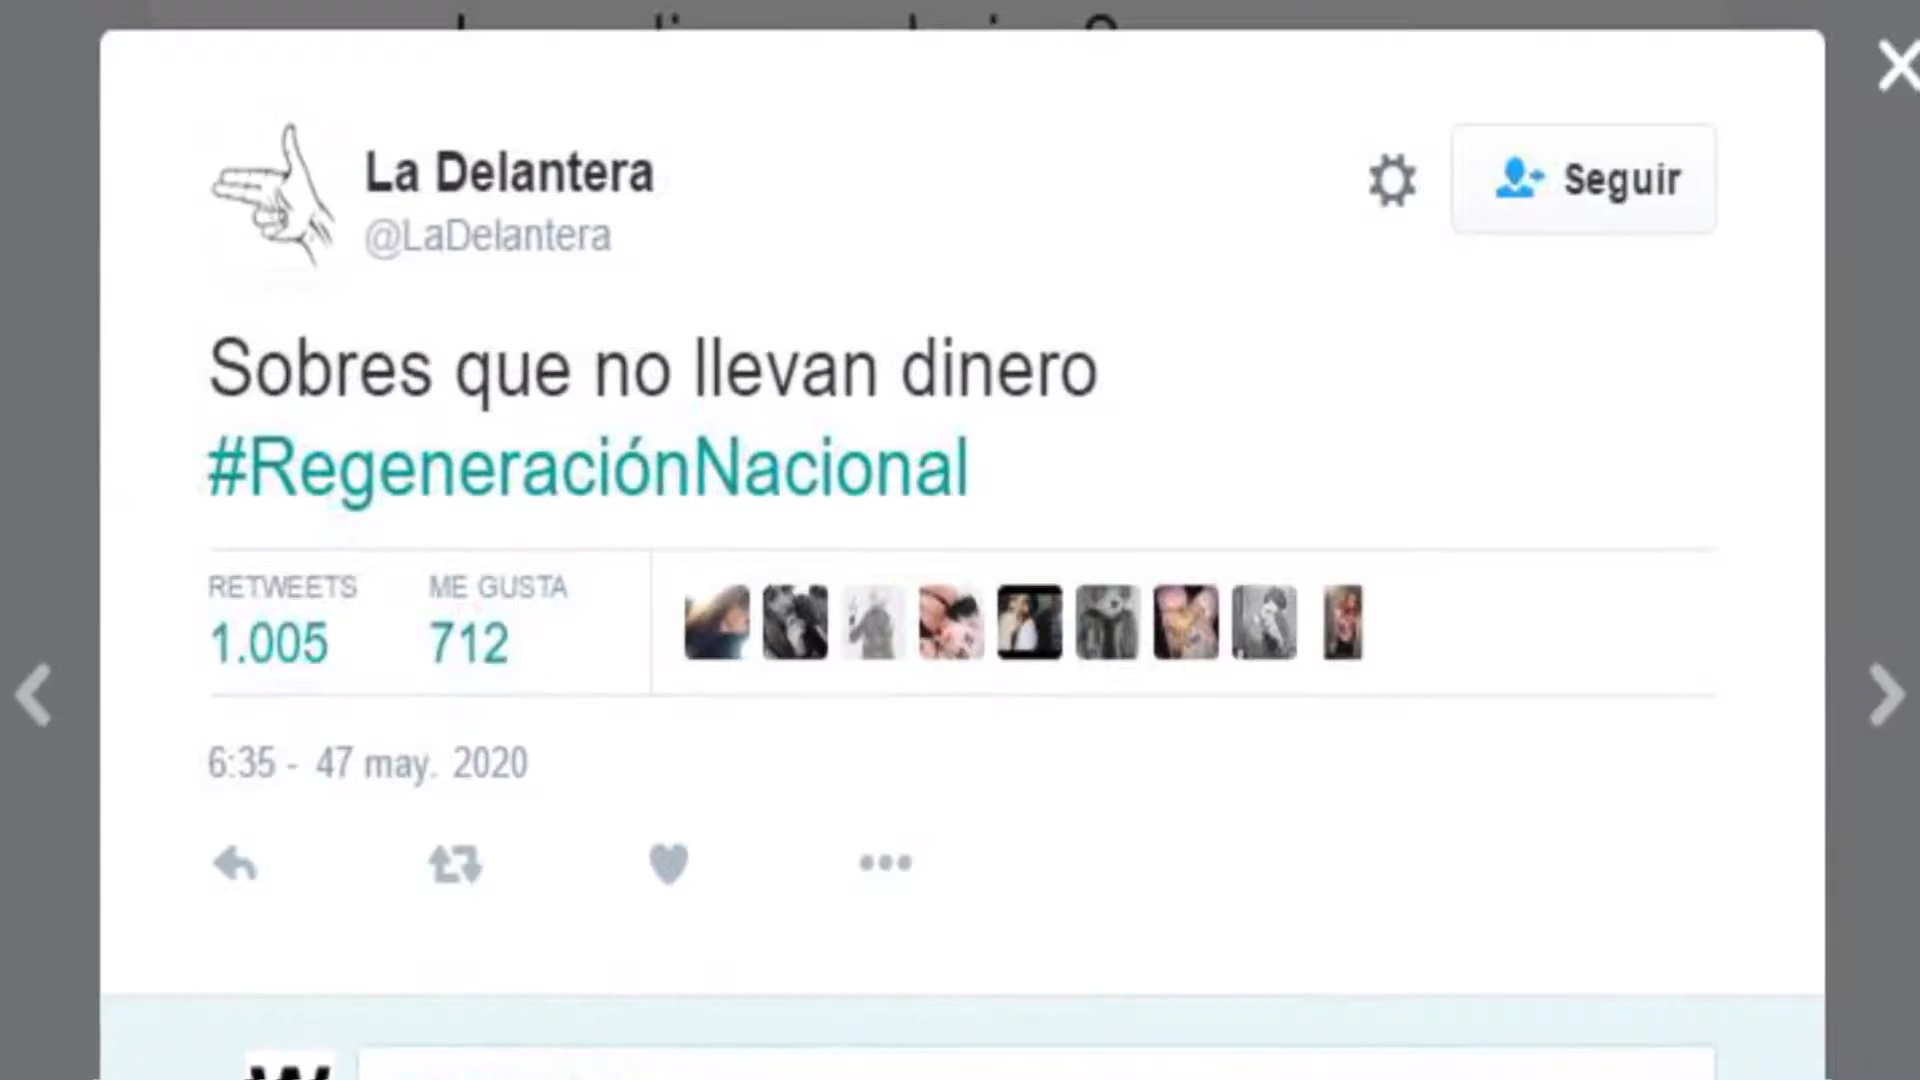 La Delantera
@LaDelantera
Seguir
Sobres que no llevan dinero
#RegeneraciónNacional
RETWEETS ME GUSTA
1.005 712
6:35 - 47 may. 2020